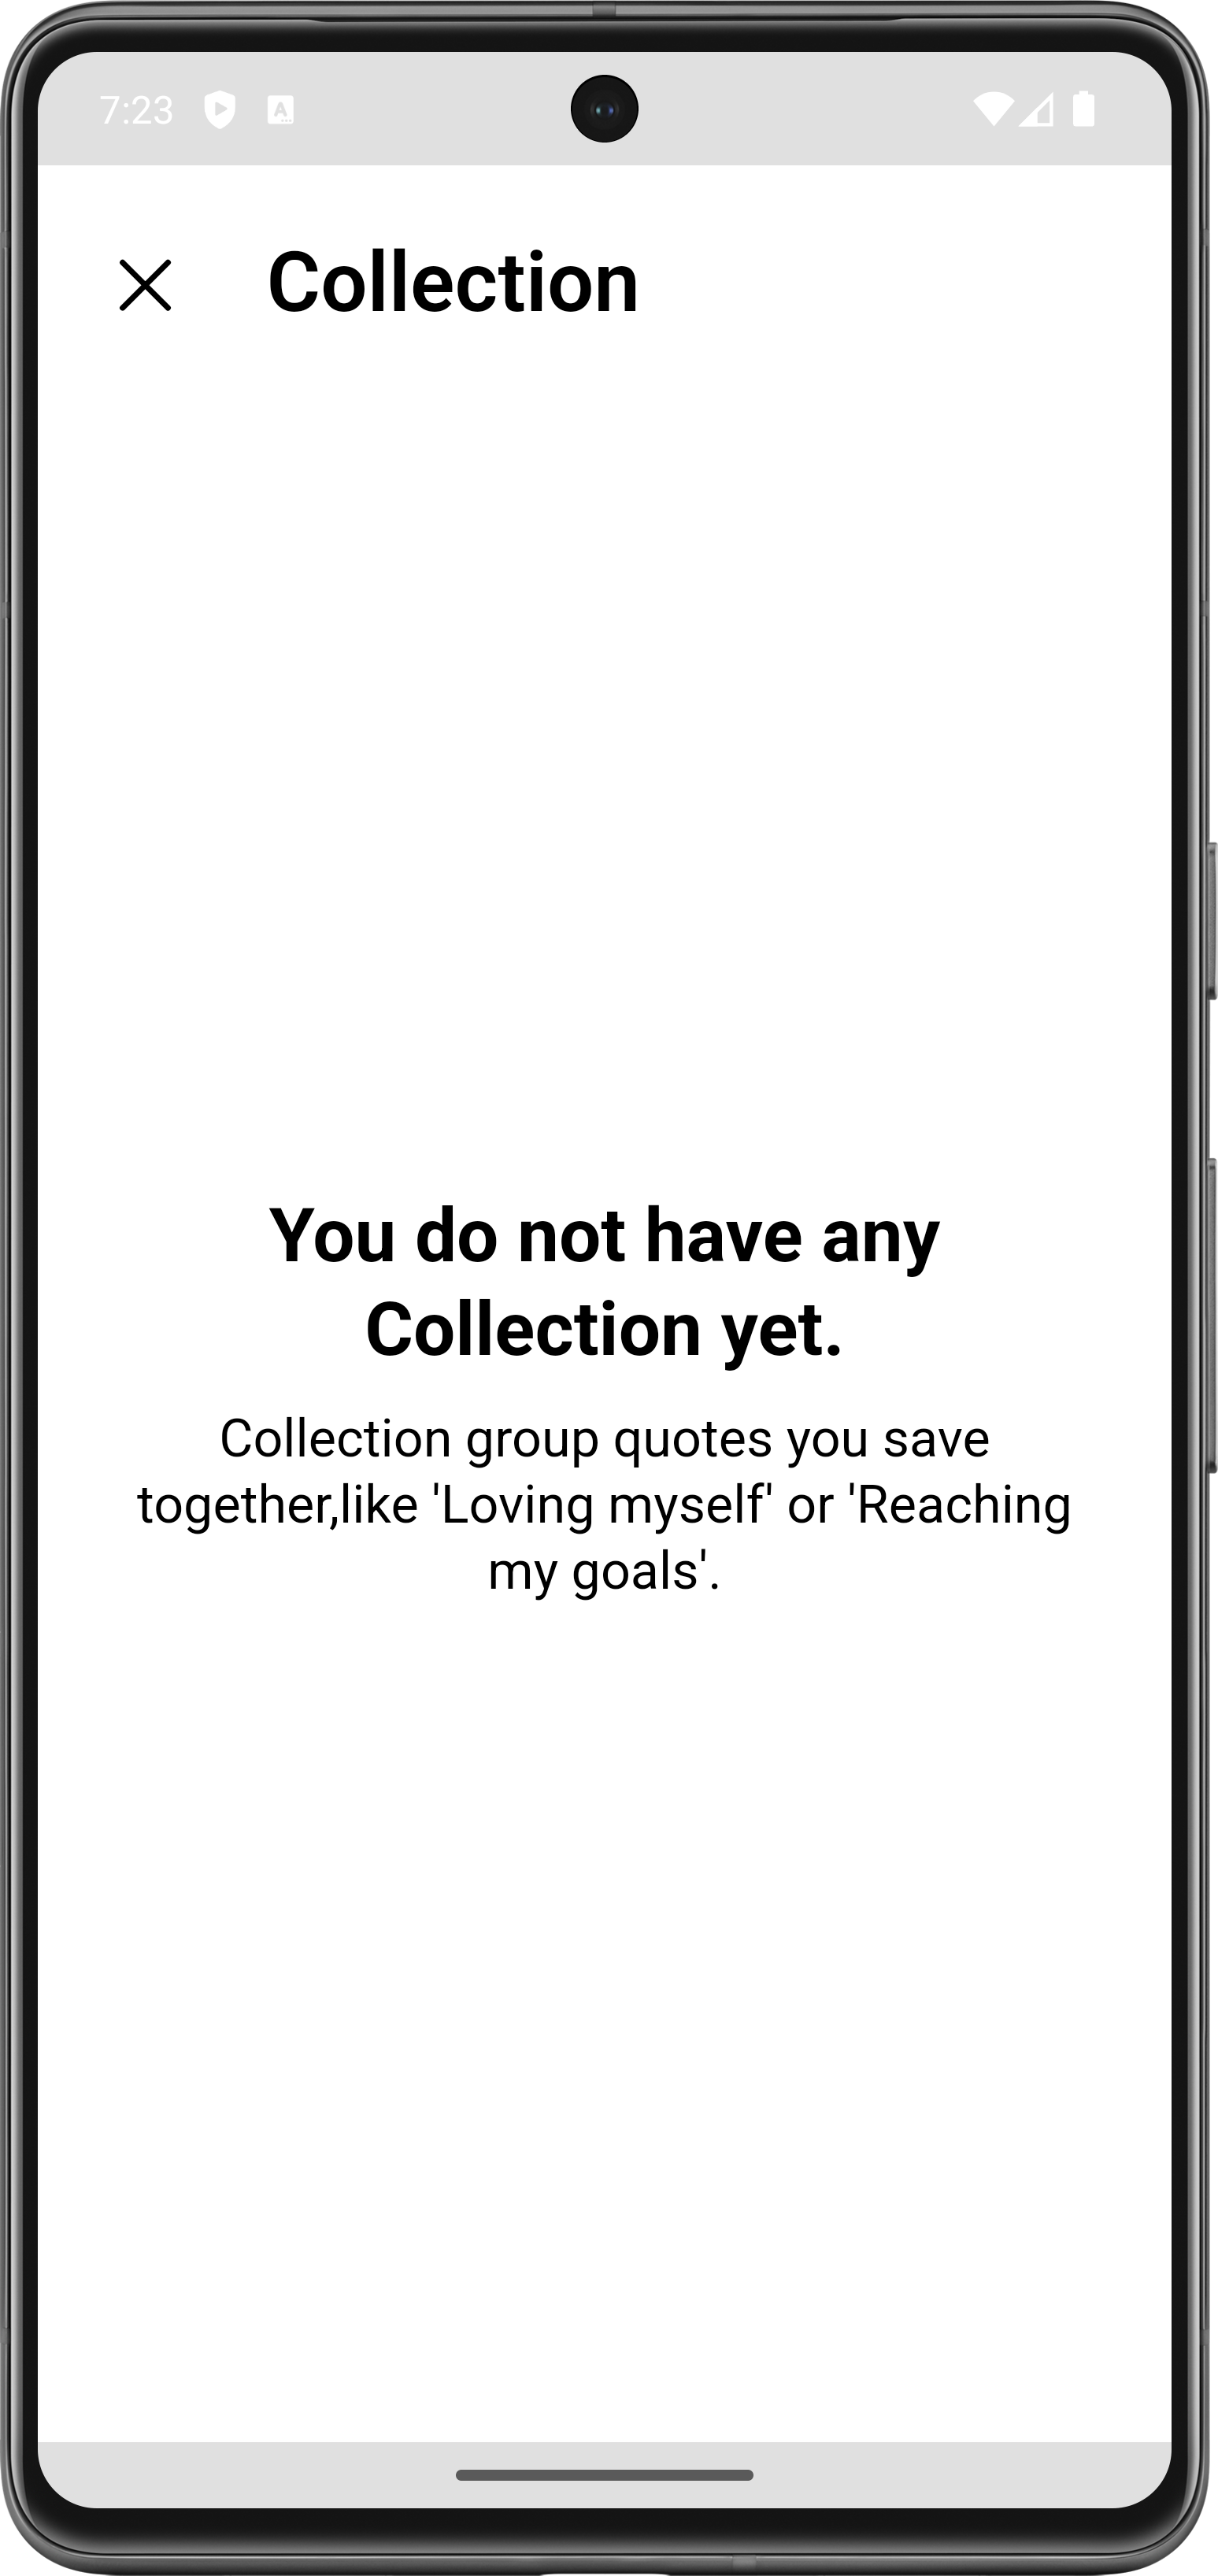 7:23
Collection
You do not have any
Collection yet.
Collection group quotes you save
together,like 'Loving myself' or 'Reaching
my goals'.